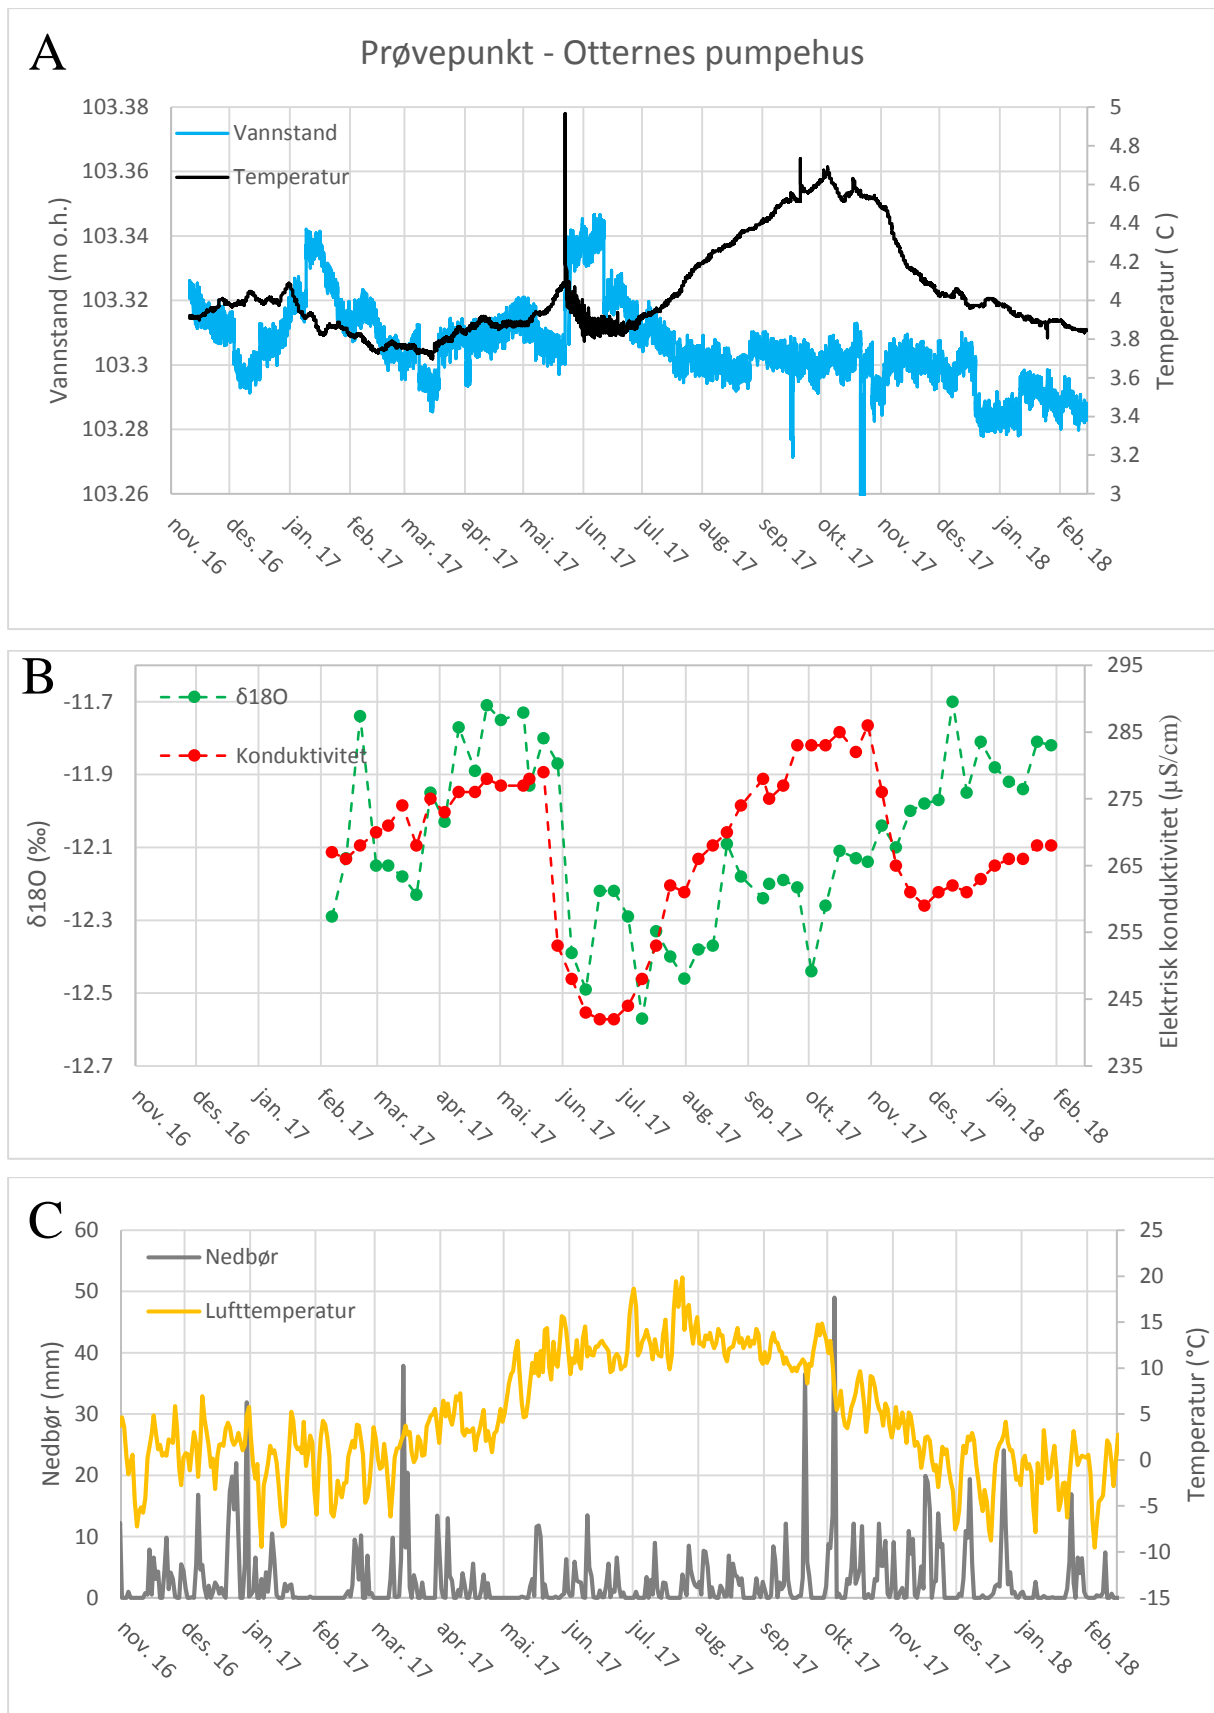 A
Prøvepunkt - Otternes pumpehus
Vannstand
Temperatur
103.38
103.36
103.34
103.32
103.3
103.28
103.26
Vannstand (m o.h.)
5
4.8
4.6
4.4
4.2
4
3.8
3.6
3.4
3.2
3
Temperatur ( C )
nov. 16
des. 16
jan. 17
feb. 17
mar. 17
apr. 17
mai. 17
jun. 17
jul. 17
aug. 17
sep. 17
okt. 17
nov. 17
des. 17
jan. 18
feb. 18
B
δ18O
Konduktivitet
-11.7
-11.9
-12.1
-12.3
-12.5
-12.7
δ18O (‰)
295
285
275
265
255
245
235
Elektrisk konduktivitet (µS/cm)
nov. 16
des. 16
jan. 17
feb. 17
mar. 17
apr. 17
mai. 17
jun. 17
jul. 17
aug. 17
sep. 17
okt. 17
nov. 17
des. 17
jan. 18
feb. 18
C
Nedbør
Lufttemperatur
60
50
40
30
20
10
0
Nedbør (mm)
25
20
15
10
5
0
-5
-10
-15
Temperatur (°C)
nov. 16
des. 16
jan. 17
feb. 17
mar. 17
apr. 17
mai. 17
jun. 17
jul. 17
aug. 17
sep. 17
okt. 17
nov. 17
des. 17
jan. 18
feb. 18